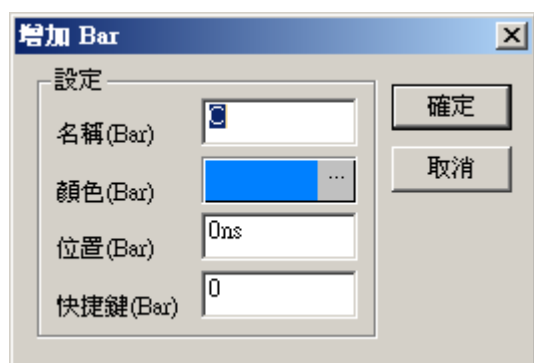 增加 Bar
設定
名稱(Bar) C
確定
顏色(Bar) ...
取消
位置(Bar) 0ns
快捷鍵(Bar) 0